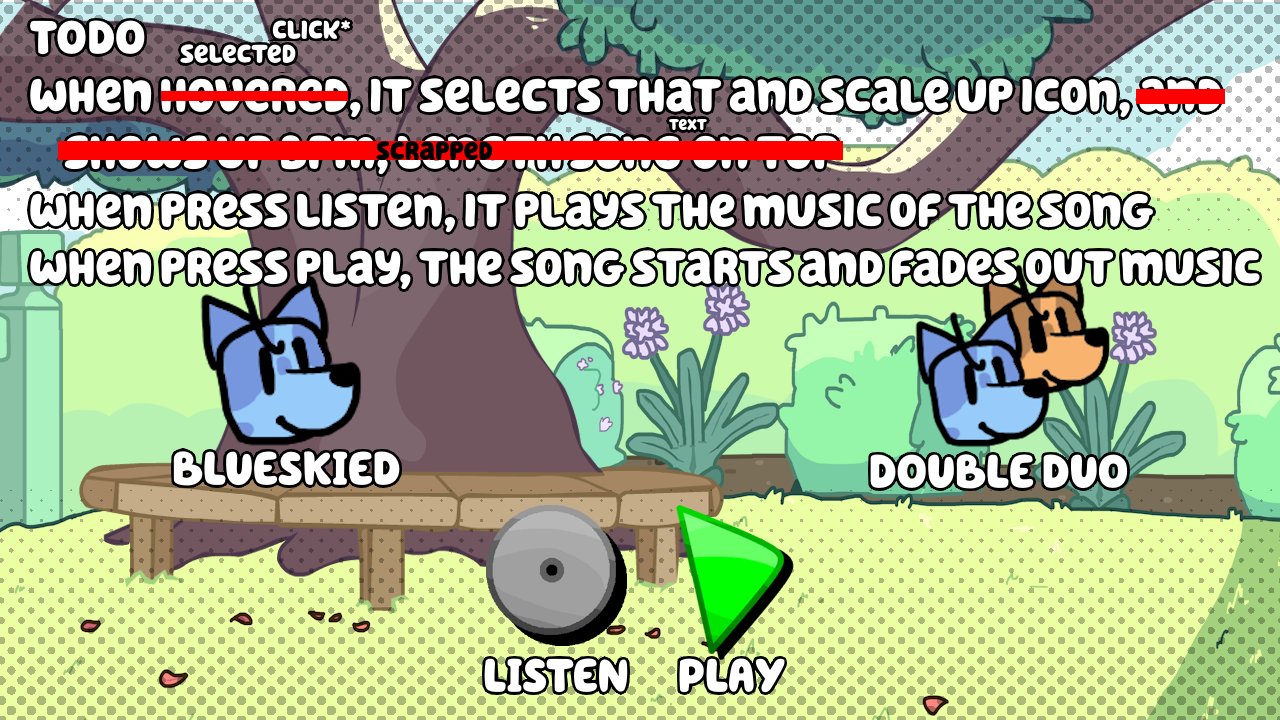 TODO
CLICK*
SELECTED
WHEN HOVERED, IT SELECTS THAT AND SCALE UP ICON, AND
TEXT
SCRAPPED
WHEN PRESS LISTEN, IT PLAYS THE MUSIC OF THE SONG
WHEN PRESS PLAY, THE SONG STARTS AND FADES OUT MUSIC
BLUESKIED
DOUBLE DUO
LISTEN
PLAY